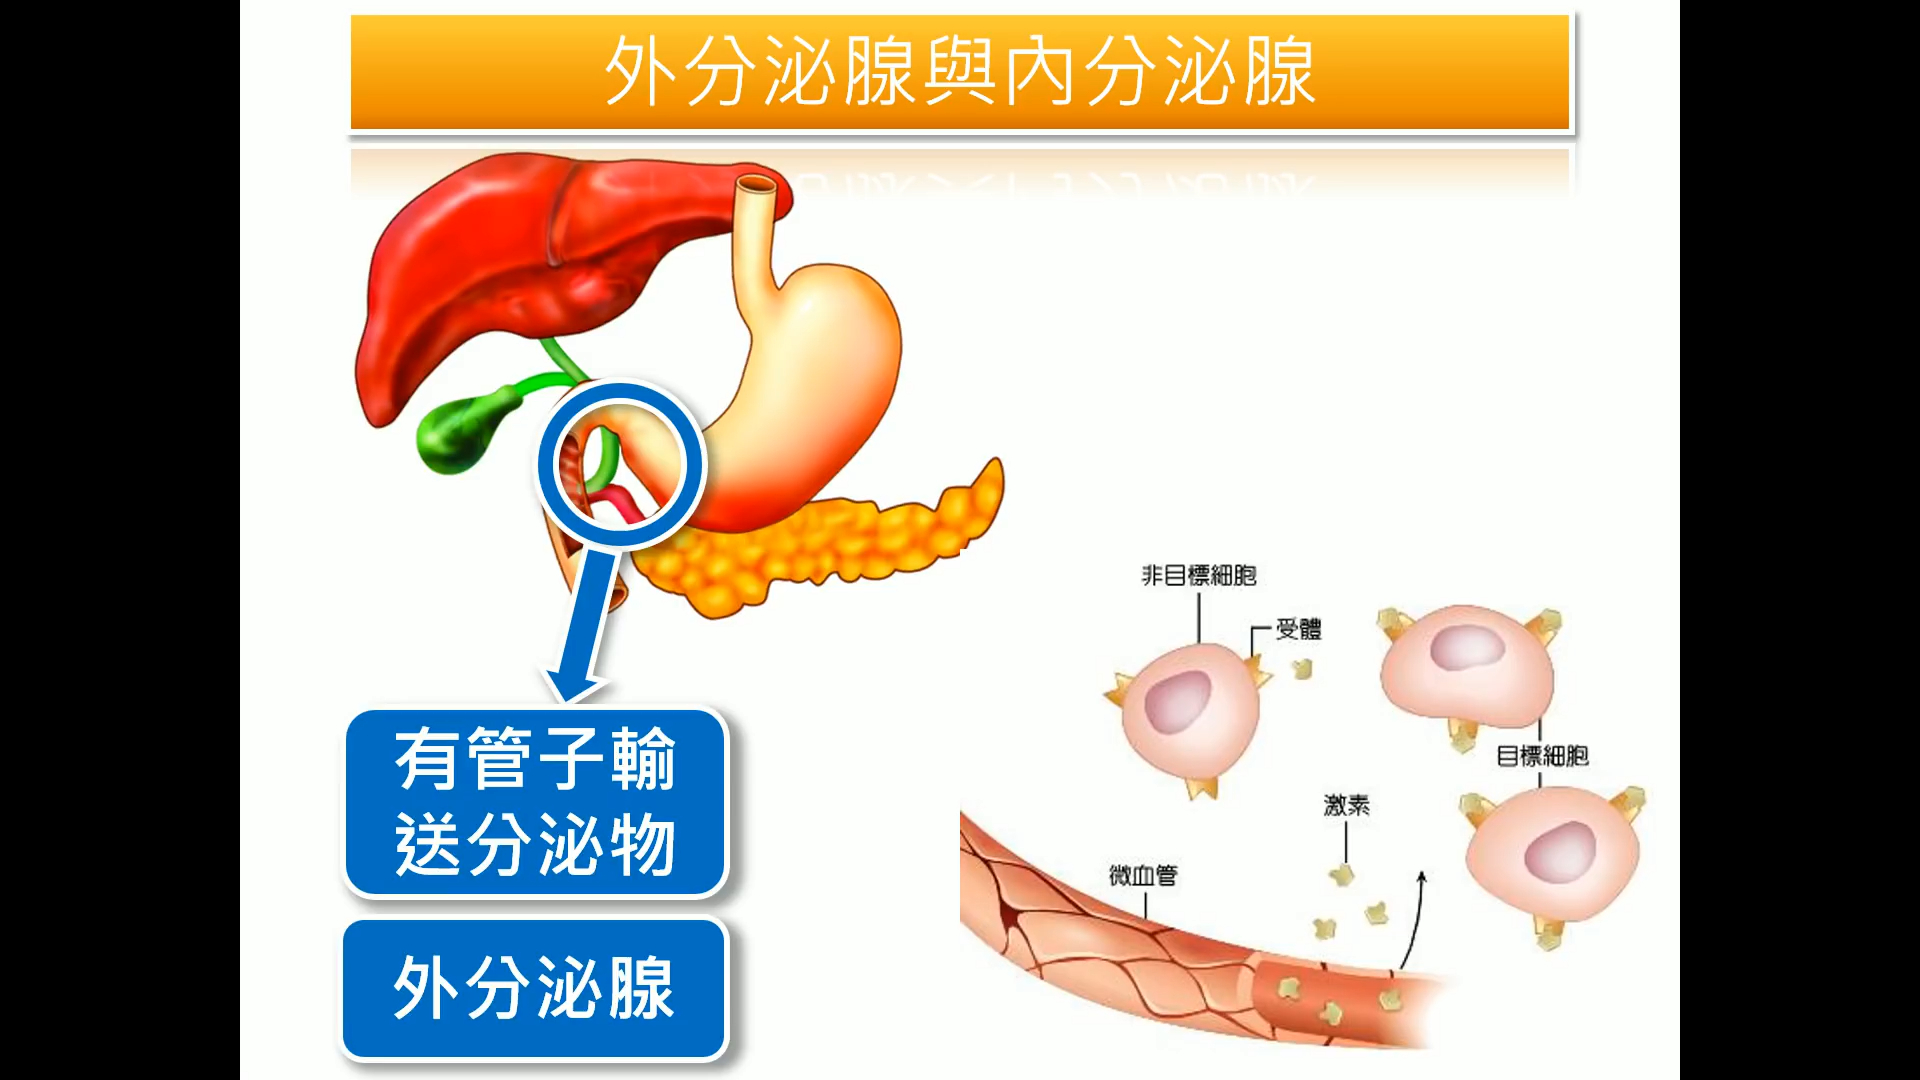 外分泌腺與內分泌腺
有管子輸
送分泌物
外分泌腺
非目標細胞
受體
目標細胞
激素
微血管